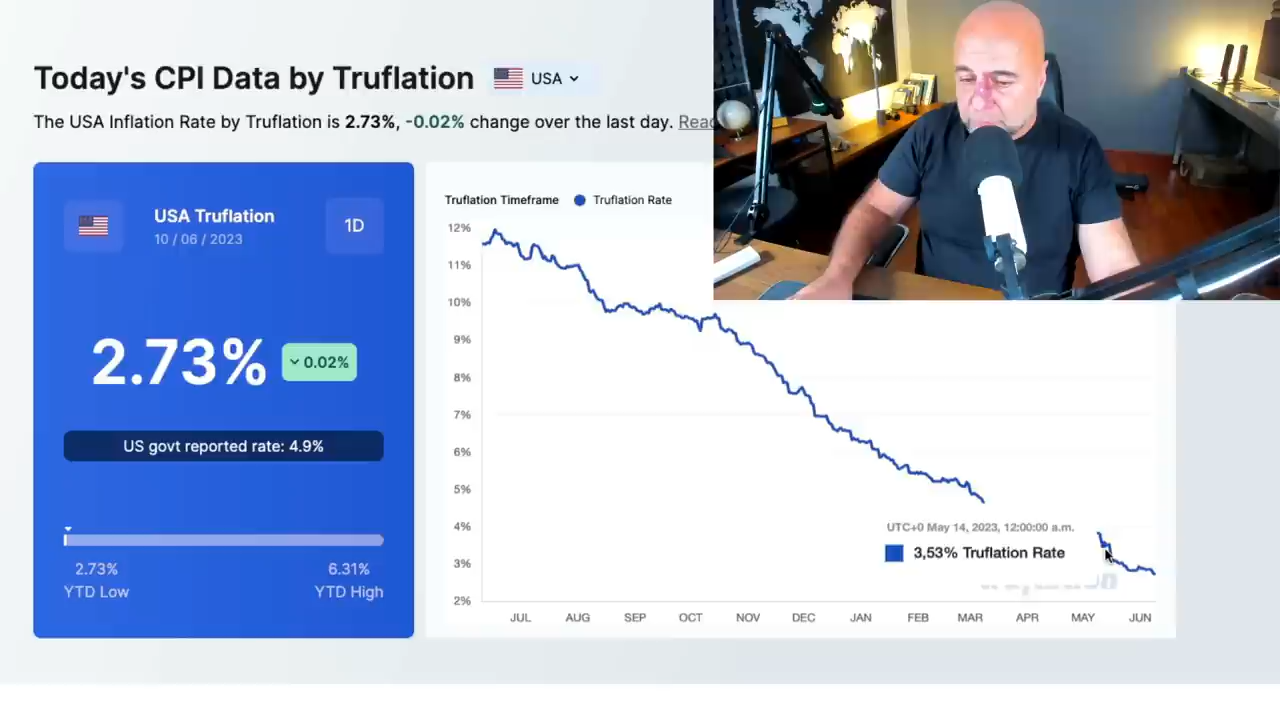 Today's CPI Data by Truflation USA
The USA Inflation Rate by Truflation is 2.73%, -0.02% change over the last day.
USA Truflation
10 / 06 / 2023
1D
2.73% 0.02%
US govt reported rate: 4.9%
2.73% 6.31%
YTD Low YTD High
Truflation Timeframe Truflation Rate
12%
11%
10%
9%
8%
7%
6%
5%
4%
3%
2%
UTC+0 May 14, 2023, 12:00:00 a.m.
3,53% Truflation Rate
JUL AUG SEP OCT NOV DEC JAN FEB MAR APR MAY JUN